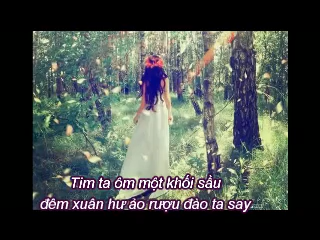 Tim ta ôm một khối sầu
đêm xuân hư ảo rượu đào ta say